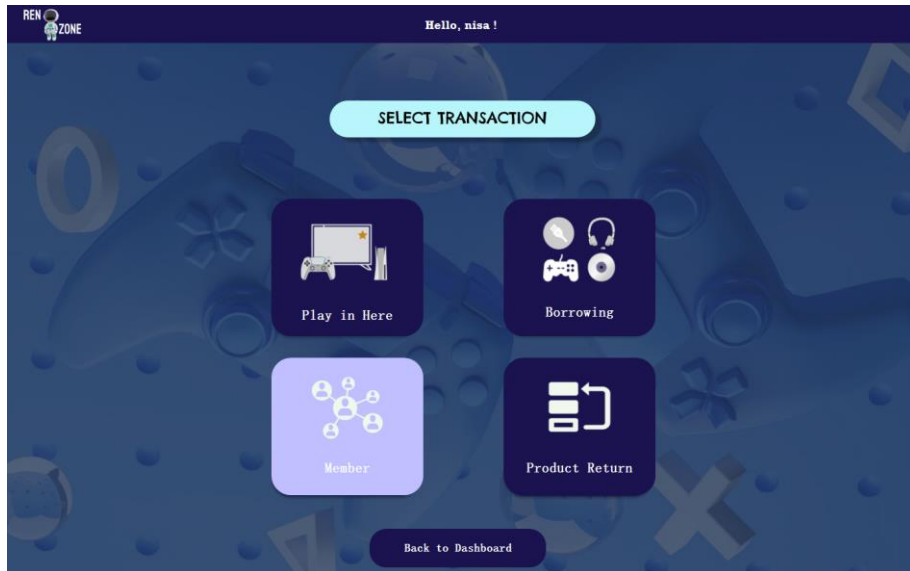 REN
ZONE
Hello, nisa !
SELECT TRANSACTION
Play in Here
Borrowing
Member
Product Return
Back to Dashboard